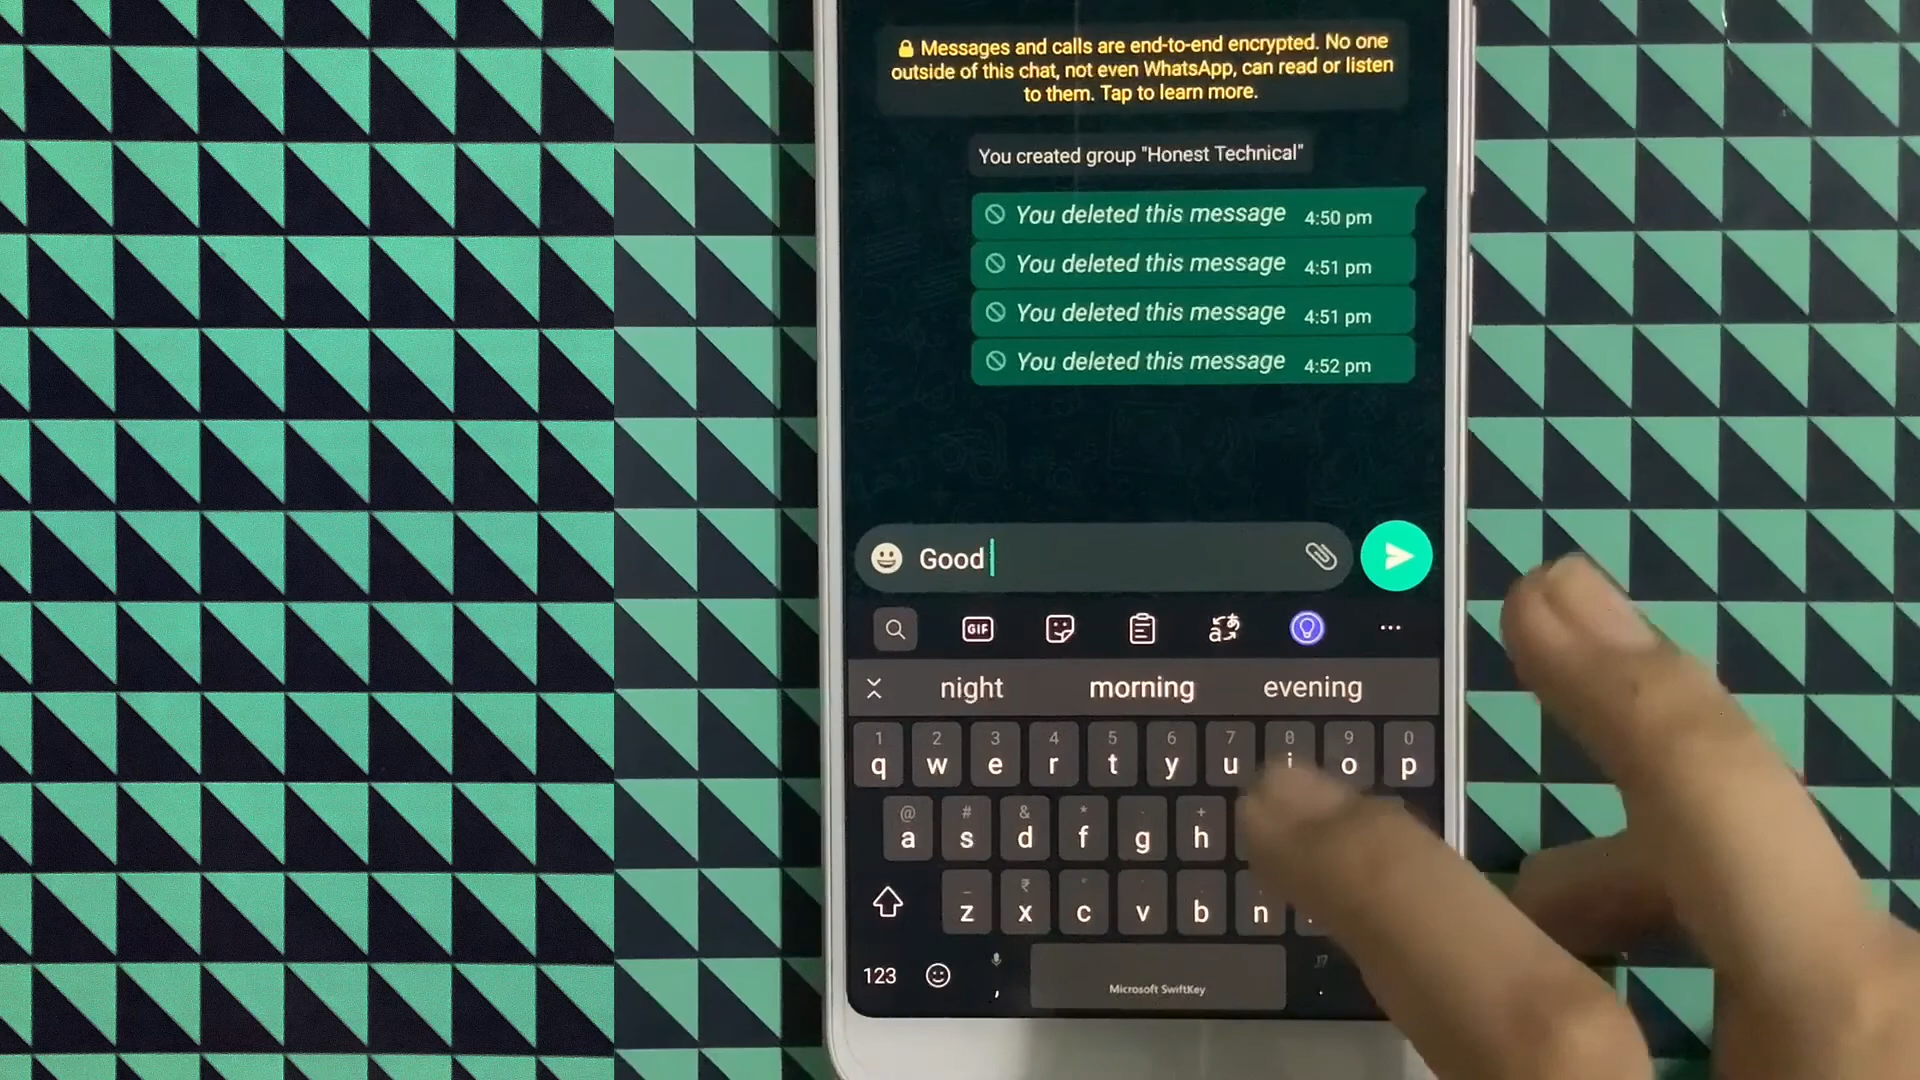 Messages and calls are end-to-end encrypted. No one
outside of this chat, not even WhatsApp, can read or listen
to them. Tap to learn more.
You created group "Honest Technical"
You deleted this message 4:50 pm
You deleted this message 4:51 pm
You deleted this message 4:51 pm
You deleted this message 4:52 pm
Good
GIF
night morning evening
1 2 3 4 5 6 7 8 9 0
q w e r t y u i o p
@ # & * - +
a s d f g h
_ ₹
z x c v b n
123 , Microsoft SwiftKey .